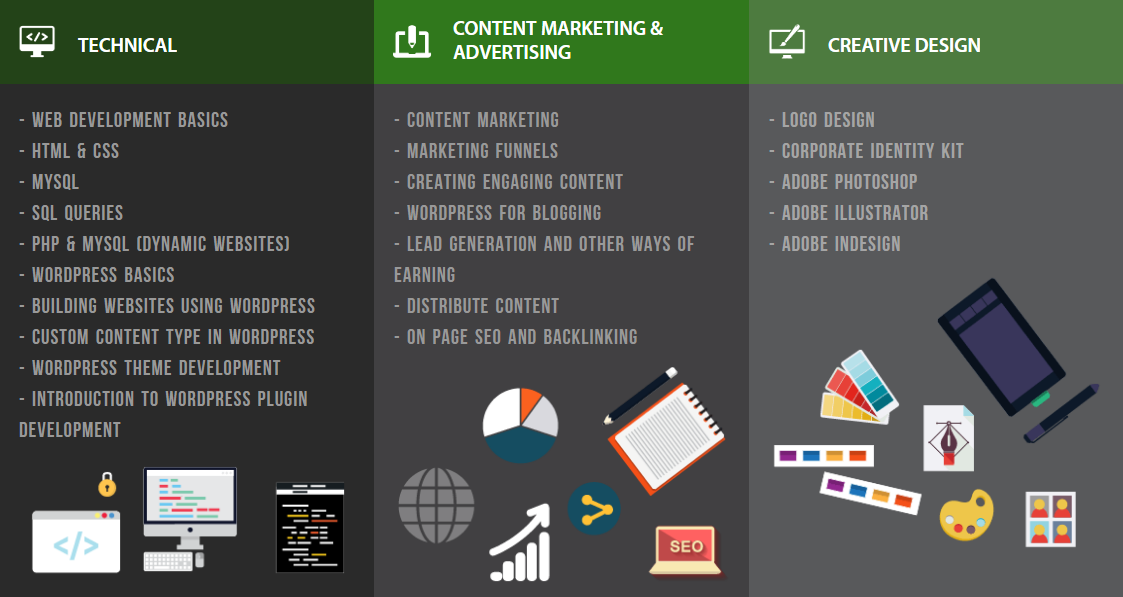 TECHNICAL
- WEB DEVELOPMENT BASICS
- HTML & CSS
- MYSQL
- SQL QUERIES
- PHP & MYSQL (DYNAMIC WEBSITES)
- WORDPRESS BASICS
- BUILDING WEBSITES USING WORDPRESS
- CUSTOM CONTENT TYPE IN WORDPRESS
- WORDPRESS THEME DEVELOPMENT
- INTRODUCTION TO WORDPRESS PLUGIN
DEVELOPMENT
</>
CONTENT MARKETING &
ADVERTISING
- CONTENT MARKETING
- MARKETING FUNNELS
- CREATING ENGAGING CONTENT
- WORDPRESS FOR BLOGGING
- LEAD GENERATION AND OTHER WAYS OF
EARNING
- DISTRIBUTE CONTENT
- ON PAGE SEO AND BACKLINKING
SEO
CREATIVE DESIGN
- LOGO DESIGN
- CORPORATE IDENTITY KIT
- ADOBE PHOTOSHOP
- ADOBE ILLUSTRATOR
- ADOBE INDESIGN